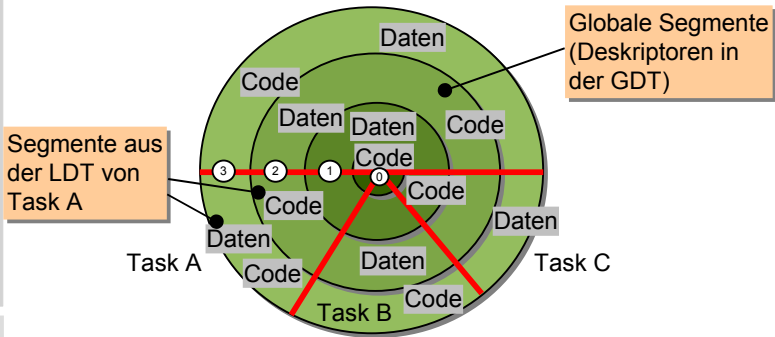 Globale Segmente
(Deskriptoren in
der GDT)
Daten
Code
Daten
Daten
Code
Code
Segmente aus
der LDT von
Task A
3
2
1
0
Code
Code
Daten
Daten
Task A
Code
Daten
Task C
Code
Task B